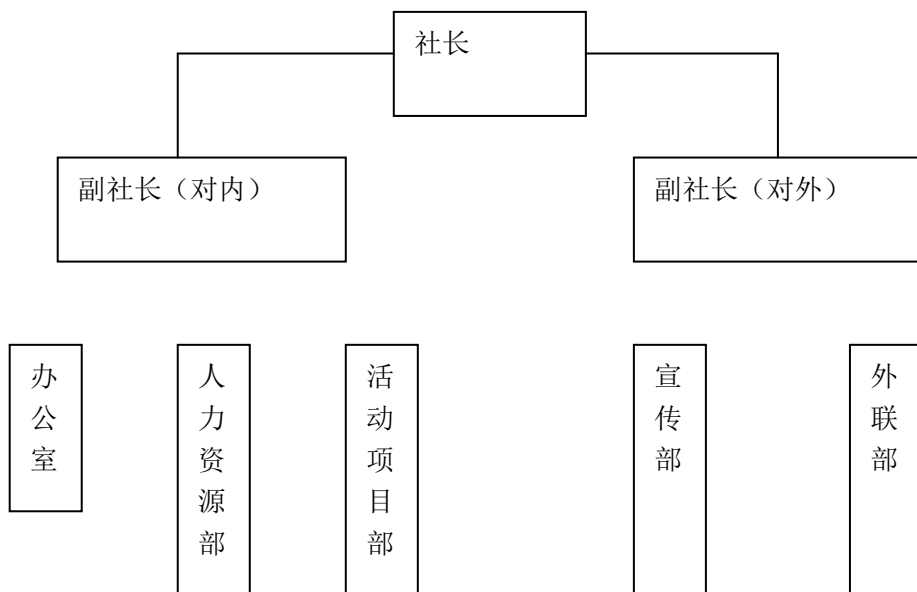 社长
副社长（对内）
副社长（对外）
办公室
人力资源部
活动项目部
宣传部
外联部